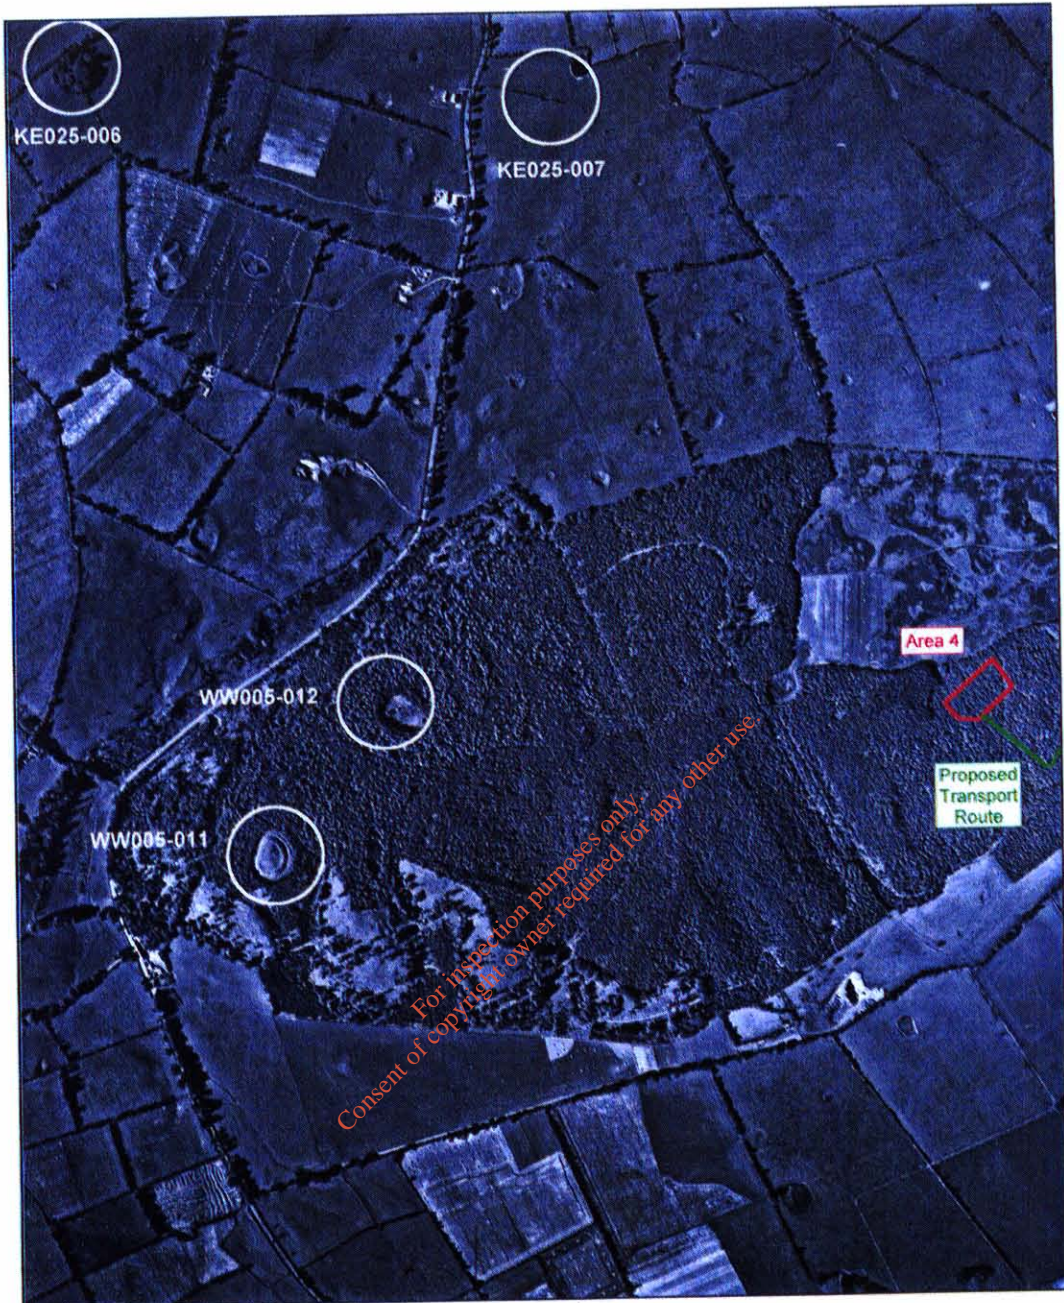 KE025-006
KE025-007
Area 4
WW005-012
Proposed
Transport
Route
WW005-011
For inspection purposes only.
Consent of copyright owner required for any other use.